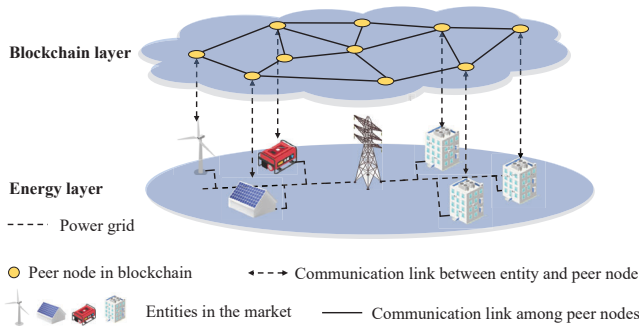 Blockchain layer
Energy layer
Power grid
Peer node in blockchain
Communication link between entity and peer node
Entities in the market
Communication link among peer nodes